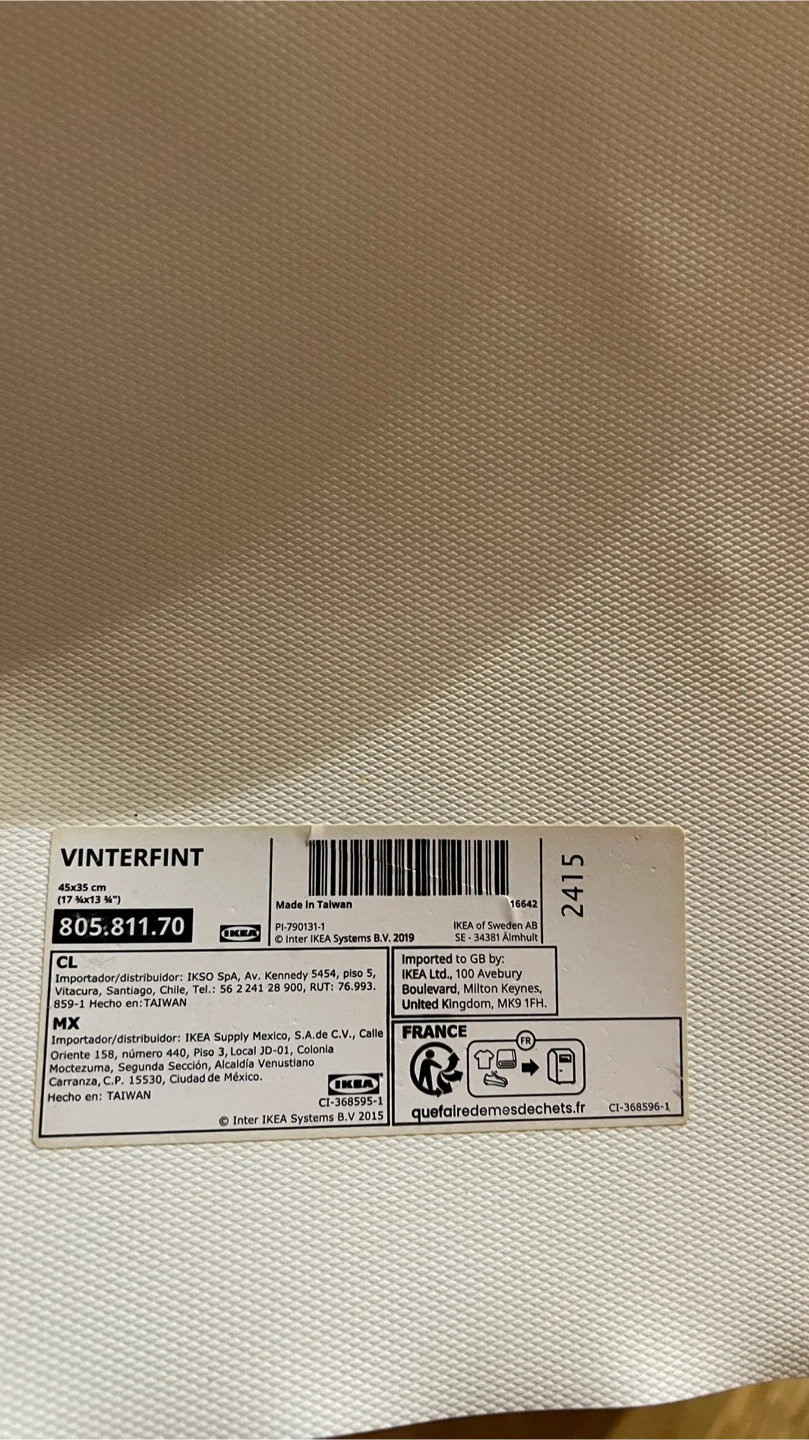 VINTERFINT
45x35 cm
(17 ¾x13 ¾")
805.811.70
IKEA
Made in Taiwan
16642
PI-790131-1
© Inter IKEA Systems B.V. 2019
IKEA of Sweden AB
SE - 34381 Älmhult
2415
CL
Importador/distribuidor: IKSO SpA, Av. Kennedy 5454, piso 5,
Vitacura, Santiago, Chile, Tel.: 56 2 241 28 900, RUT: 76.993.
859-1 Hecho en:TAIWAN
MX
Importador/distribuidor: IKEA Supply Mexico, S.A.de C.V., Calle
Oriente 158, número 440, Piso 3, Local JD-01, Colonia
Moctezuma, Segunda Sección, Alcaldía Venustiano
Carranza, C.P. 15530, Ciudad de México.
Hecho en: TAIWAN
IKEA
CI-368595-1
© Inter IKEA Systems B.V 2015
Imported to GB by:
IKEA Ltd., 100 Avebury
Boulevard, Milton Keynes,
United Kingdom, MK9 1FH.
FRANCE
FR
quefairedemesdechets.fr
CI-368596-1